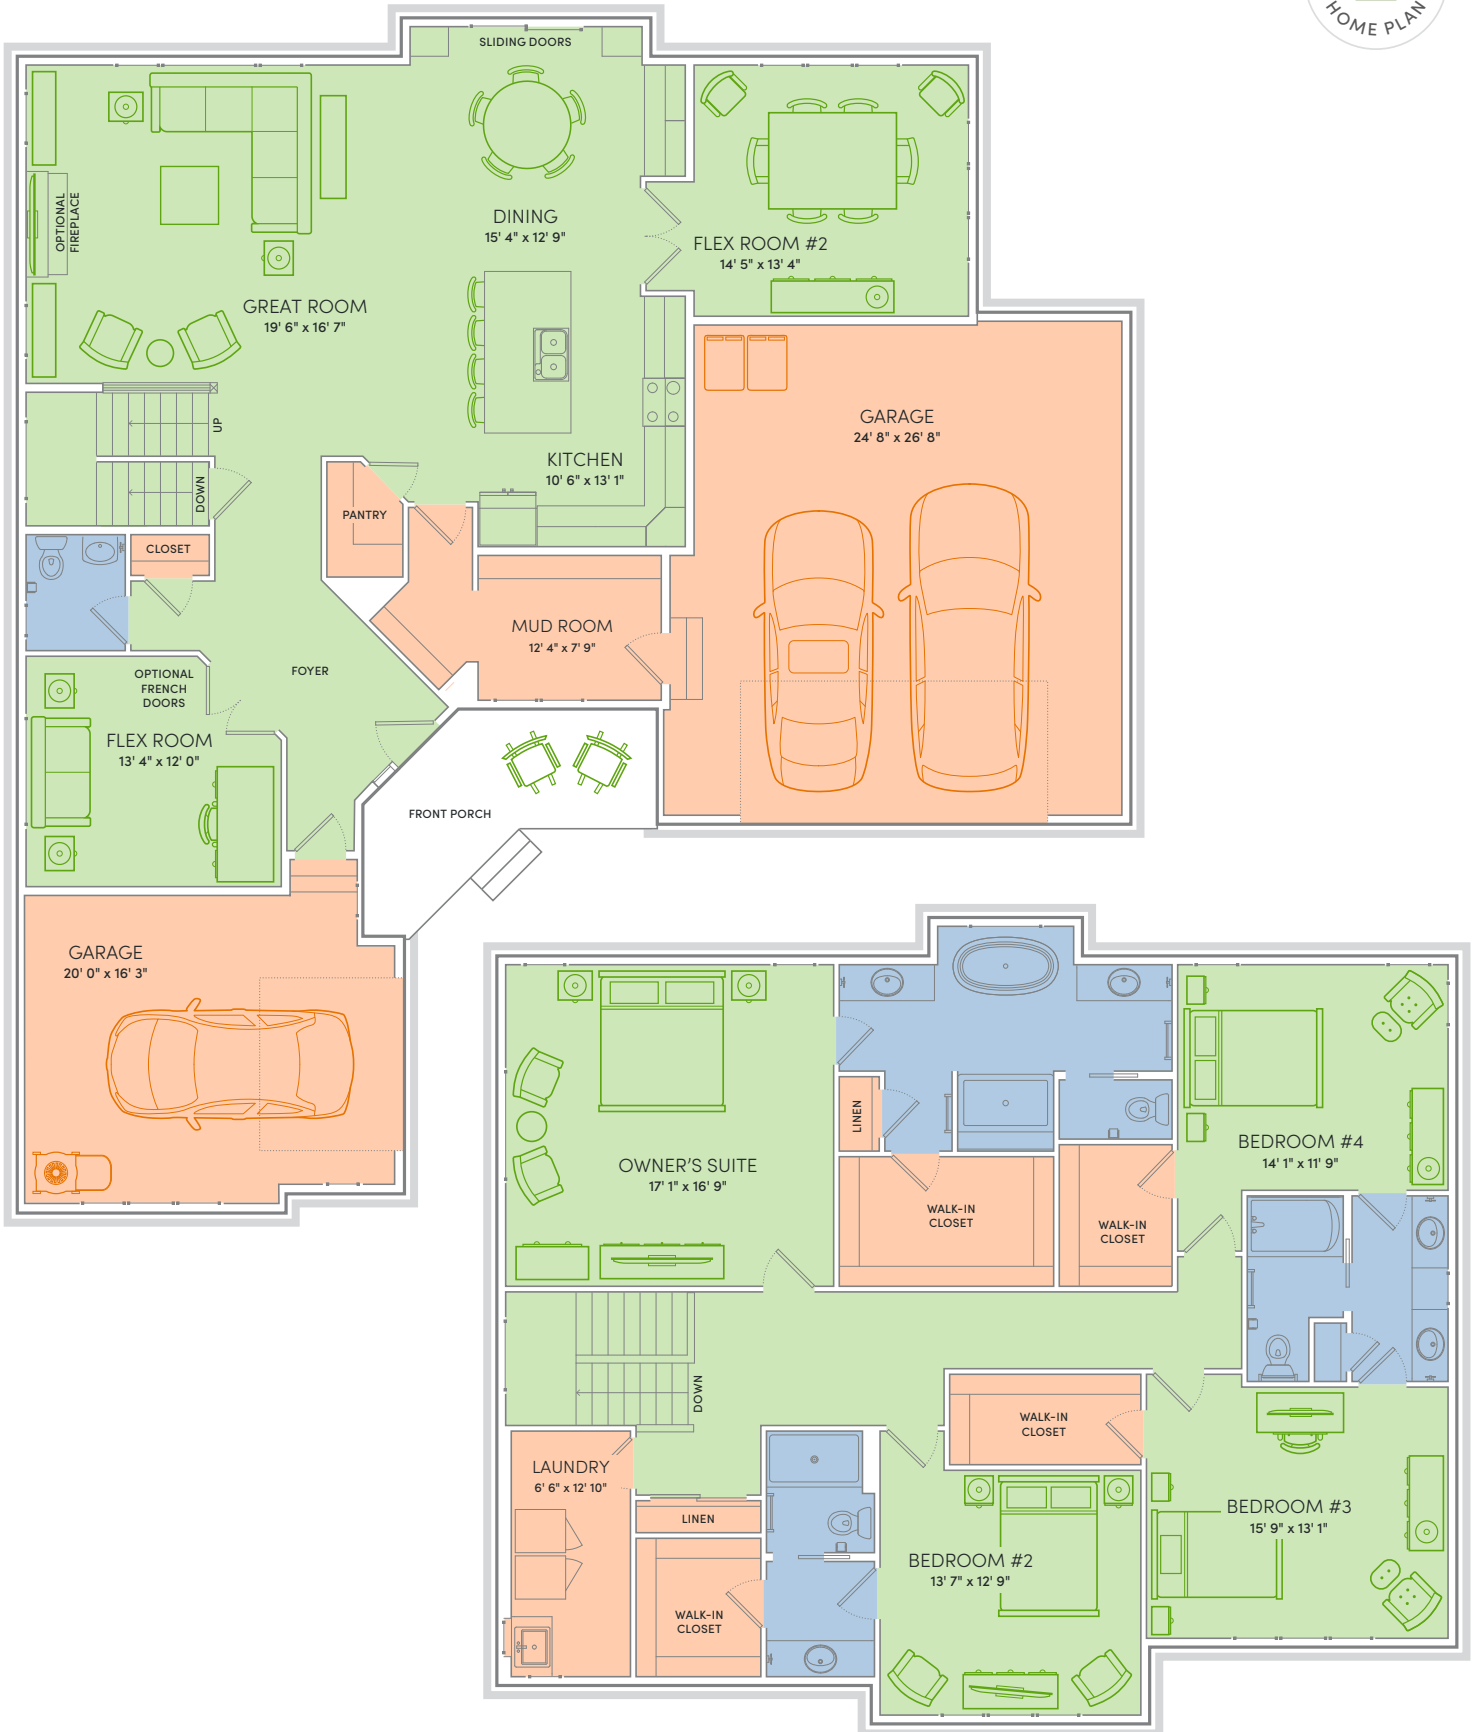 HOME PLAN
SLIDING DOORS
OPTIONAL
FIREPLACE
DINING
15' 4" x 12' 9"
FLEX ROOM #2
14' 5" x 13' 4"
GREAT ROOM
19' 6" x 16' 7"
GARAGE
24' 8" x 26' 8"
UP
KITCHEN
10' 6" x 13' 1"
DOWN
PANTRY
CLOSET
MUD ROOM
12' 4" x 7' 9"
FOYER
OPTIONAL
FRENCH
DOORS
FLEX ROOM
13' 4" x 12' 0"
FRONT PORCH
GARAGE
20' 0" x 16' 3"
LINEN
OWNER'S SUITE
17' 1" x 16' 9"
BEDROOM #4
14' 1" x 11' 9"
WALK-IN
CLOSET
WALK-IN
CLOSET
DOWN
WALK-IN
CLOSET
LAUNDRY
6' 6" x 12' 10"
LINEN
BEDROOM #3
15' 9" x 13' 1"
BEDROOM #2
13' 7" x 12' 9"
WALK-IN
CLOSET